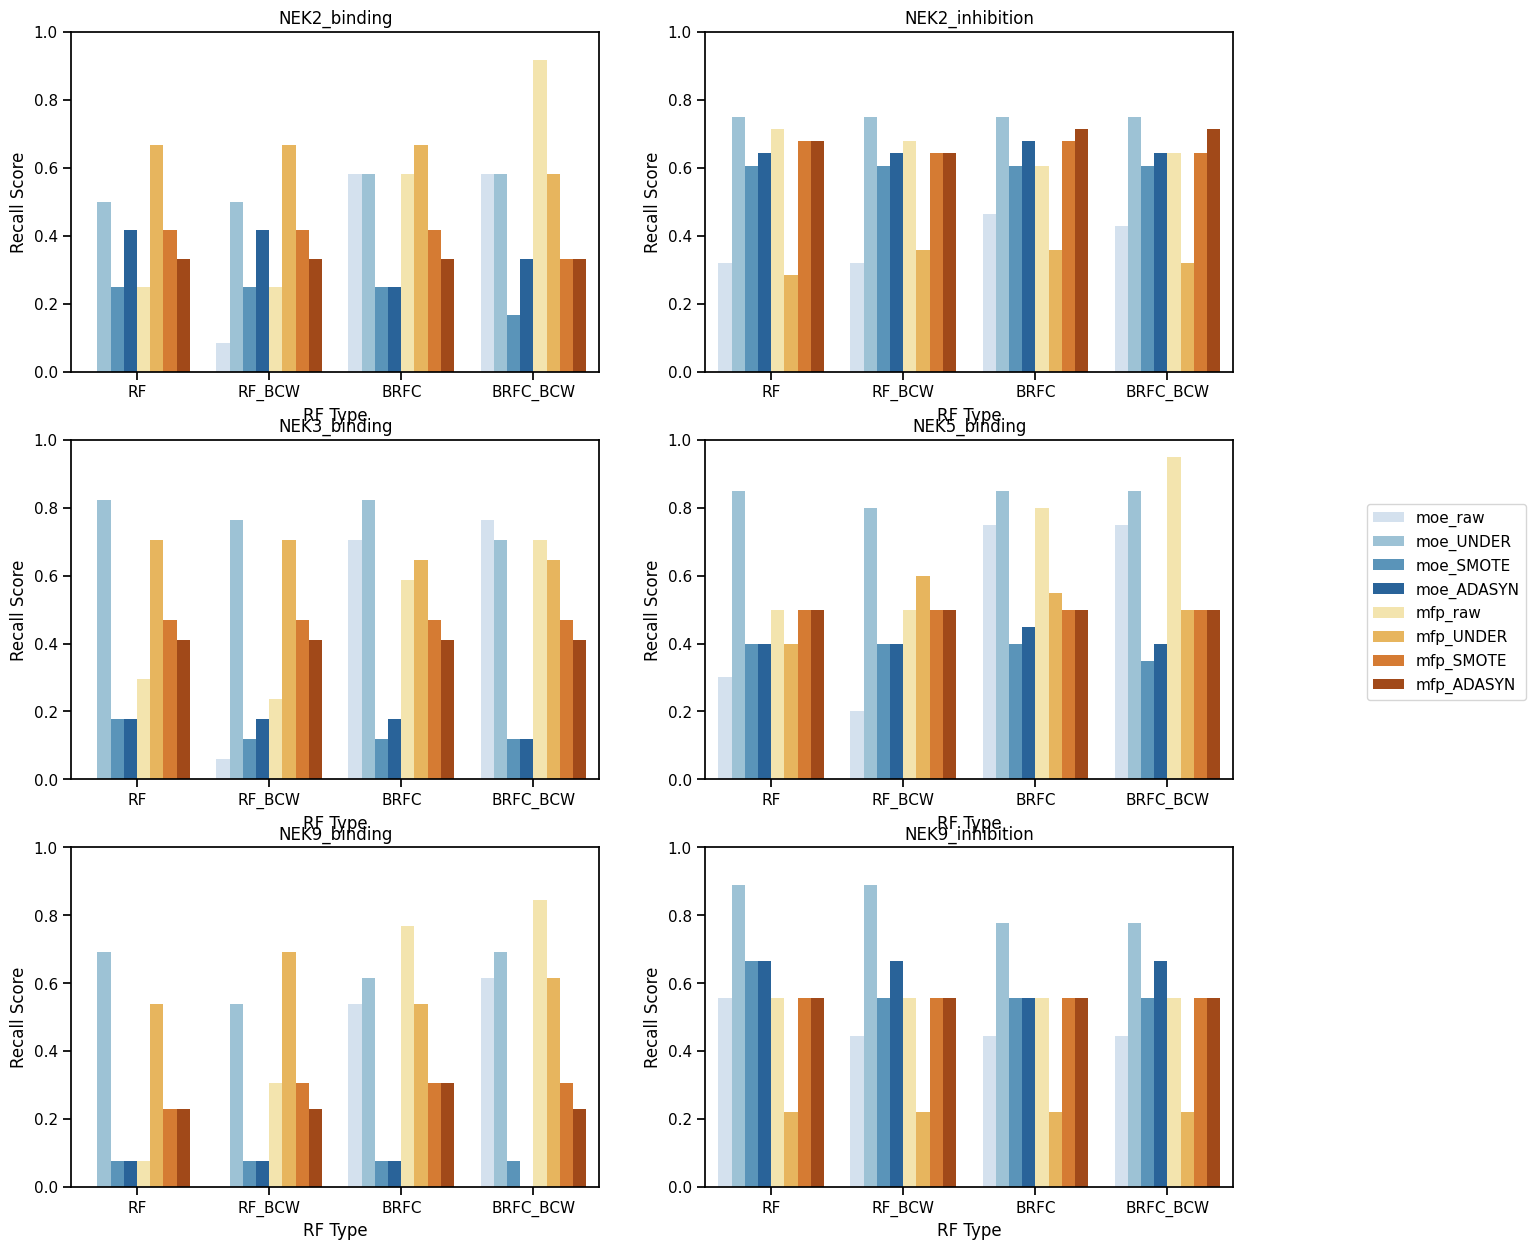 NEK2_binding
NEK2_inhibition
1.0
0.8
0.6
0.4
0.2
0.0
Recall Score
RF RF_BCW BRFC BRFC_BCW
RF Type
1.0
0.8
0.6
0.4
0.2
0.0
Recall Score
RF RF_BCW BRFC BRFC_BCW
RF Type
NEK3_binding
NEK5_binding
1.0
0.8
0.6
0.4
0.2
0.0
Recall Score
RF RF_BCW BRFC BRFC_BCW
RF Type
1.0
0.8
0.6
0.4
0.2
0.0
Recall Score
RF RF_BCW BRFC BRFC_BCW
RF Type
moe_raw
moe_UNDER
moe_SMOTE
moe_ADASYN
mfp_raw
mfp_UNDER
mfp_SMOTE
mfp_ADASYN
NEK9_binding
NEK9_inhibition
1.0
0.8
0.6
0.4
0.2
0.0
Recall Score
RF RF_BCW BRFC BRFC_BCW
RF Type
1.0
0.8
0.6
0.4
0.2
0.0
Recall Score
RF RF_BCW BRFC BRFC_BCW
RF Type